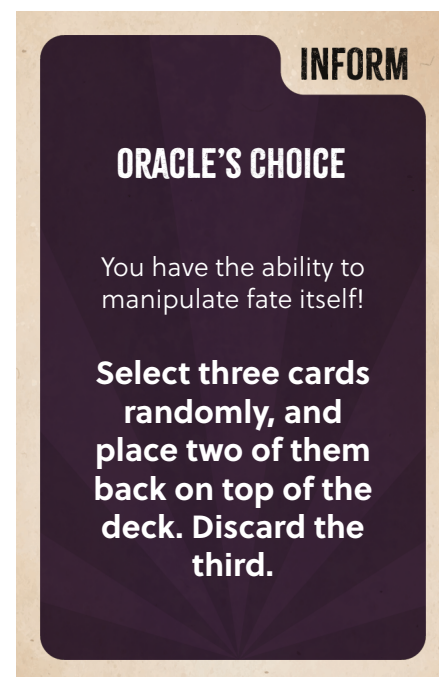 INFORM
ORACLE’S CHOICE
You have the ability to
manipulate fate itself!
Select three cards
randomly, and
place two of them
back on top of the
deck. Discard the
third.